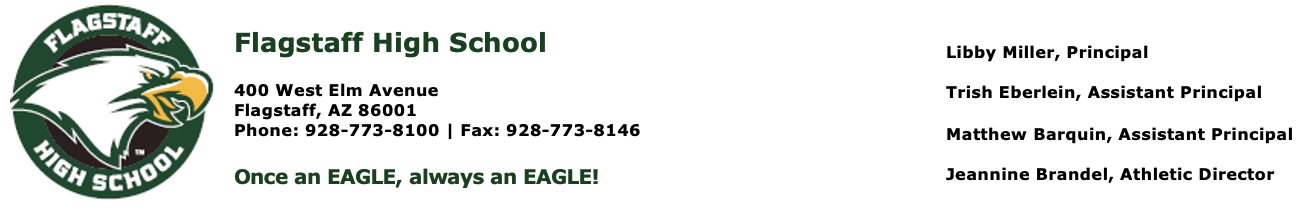 FLAGSTAFF
HIGH SCHOOL
™
Flagstaff High School
400 West Elm Avenue
Flagstaff, AZ 86001
Phone: 928-773-8100 | Fax: 928-773-8146
Once an EAGLE, always an EAGLE!
Libby Miller, Principal
Trish Eberlein, Assistant Principal
Matthew Barquin, Assistant Principal
Jeannine Brandel, Athletic Director